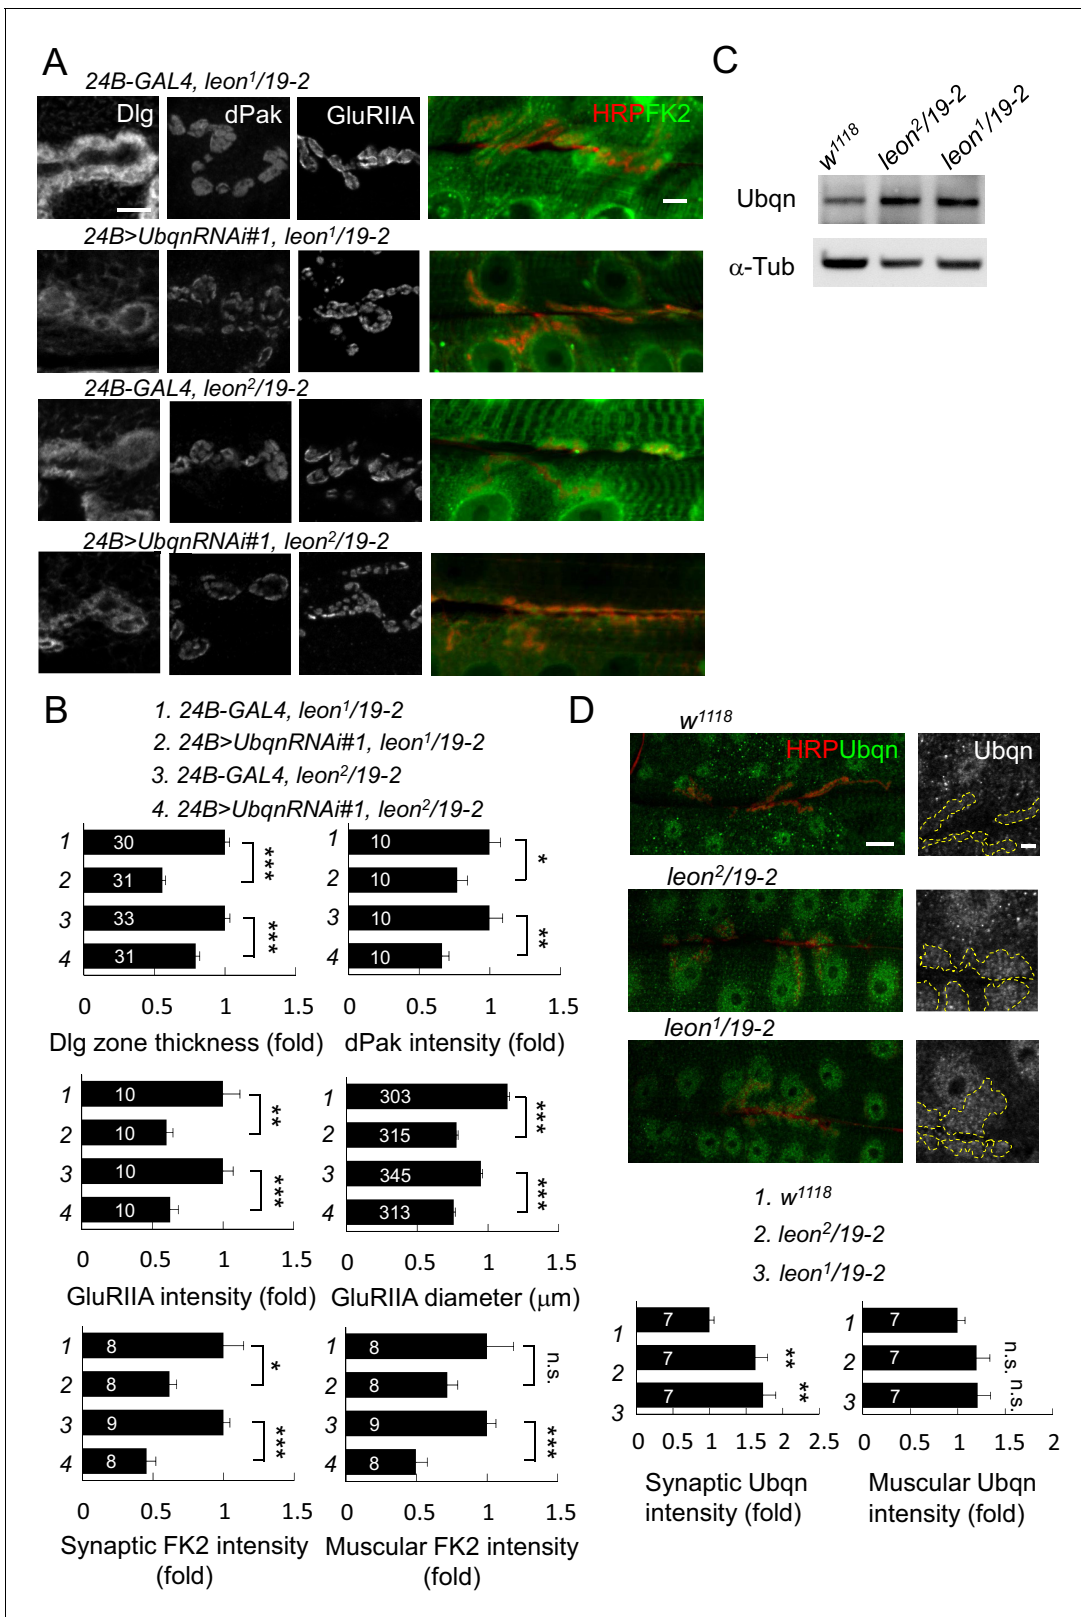 A
24B-GAL4, leon¹/19-2
Dlg
dPak
GluRIIA
HRPFK2
24B>UbqnRNAi#1, leon¹/19-2
24B-GAL4, leon²/19-2
24B>UbqnRNAi#1, leon²/19-2
C
w¹¹¹⁸
leon²/19-2
leon¹/19-2
Ubqn
α-Tub
B
1. 24B-GAL4, leon¹/19-2
2. 24B>UbqnRNAi#1, leon¹/19-2
3. 24B-GAL4, leon²/19-2
4. 24B>UbqnRNAi#1, leon²/19-2
1 30
2 31
***
3 33
4 31
***
0 0.5 1 1.5
Dlg zone thickness (fold)
1 10
2 10
*
3 10
4 10
**
0 0.5 1 1.5
dPak intensity (fold)
1 10
2 10
**
3 10
4 10
***
0 0.5 1 1.5
GluRIIA intensity (fold)
1 303
2 315
***
3 345
4 313
***
0 0.5 1 1.5
GluRIIA diameter (μm)
1 8
2 8
*
3 9
4 8
***
0 0.5 1 1.5
Synaptic FK2 intensity
(fold)
1 8
2 8
n.s.
3 9
4 8
***
0 0.5 1 1.5
Muscular FK2 intensity
(fold)
D
w¹¹¹⁸
HRPUbqn
Ubqn
leon²/19-2
leon¹/19-2
1. w¹¹¹⁸
2. leon²/19-2
3. leon¹/19-2
1 7
2 7 **
3 7 **
0 0.5 1 1.5 2 2.5
Synaptic Ubqn
intensity (fold)
1 7
2 7 n.s.
3 7 n.s.
0 1 2
Muscular Ubqn
intensity (fold)